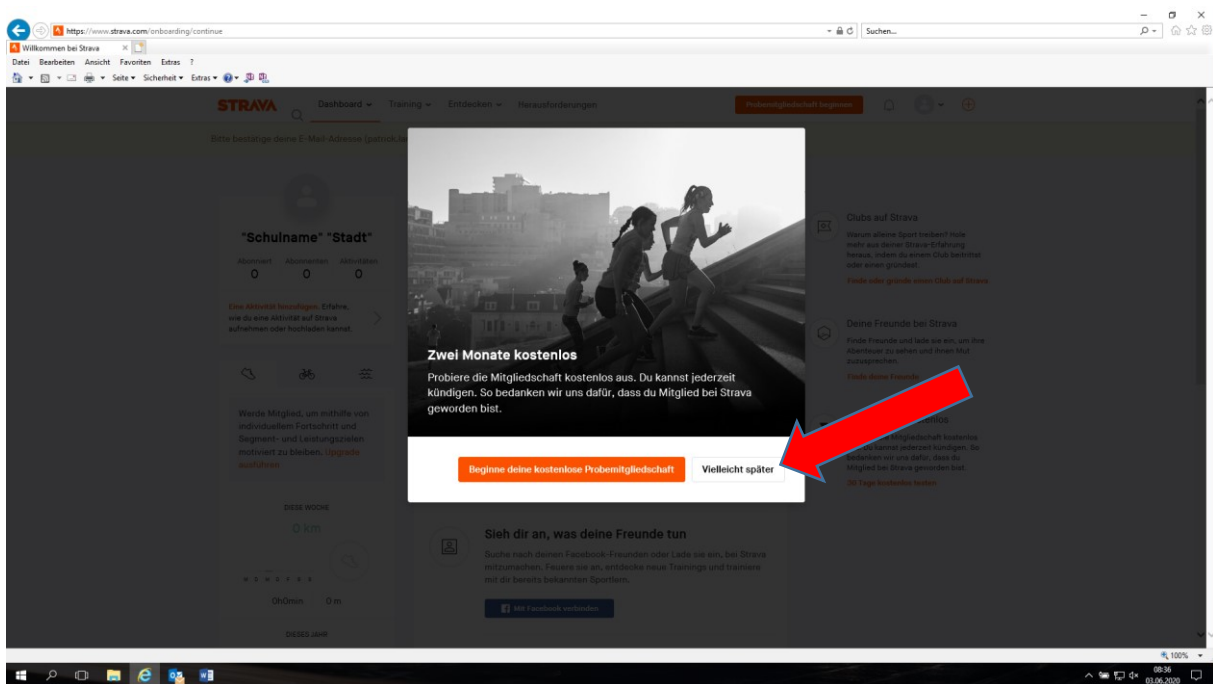 https://www.strava.com/onboarding/continue
Suchen...
Willkommen bei Strava
Datei Bearbeiten Ansicht Favoriten Extras ?
Seite Sicherheit Extras
STRAVA Dashboard Training Entdecken Herausforderungen Probemitgliedschaft beginnen
Bitte bestätige deine E-Mail-Adresse
"Schulname" "Stadt"
Abonniert Abonnenten Aktivitäten
0 0 0
Eine Aktivität hinzufügen. Erfahre,
wie du eine Aktivität auf Strava
aufnehmen oder hochladen kannst.
Werde Mitglied, um mithilfe von
individuellem Fortschritt und
Segment- und Leistungszielen
motiviert zu bleiben. Upgrade
ausführen
DIESE WOCHE
0 km
0h0min 0 m
DIESES JAHR
Zwei Monate kostenlos
Probiere die Mitgliedschaft kostenlos aus. Du kannst jederzeit
kündigen. So bedanken wir uns dafür, dass du Mitglied bei Strava
geworden bist.
Beginne deine kostenlose Probemitgliedschaft
Vielleicht später
Sieh dir an, was deine Freunde tun
Suche nach deinen Facebook-Freunden oder Lade sie ein, bei Strava
mitzumachen. Feuere sie an, entdecke neue Trainings und trainiere
mit dir bereits bekannten Sportlern.
Mit Facebook verbinden
Clubs auf Strava
Warum alleine Sport treiben? Hole
mehr aus deiner Strava-Erfahrung
heraus, indem du einem Club beitrittst
oder einen gründest.
Finde oder gründe einen Club auf Strava
Deine Freunde bei Strava
Finde Freunde und lade sie ein, um ihre
Abenteuer zu sehen und ihnen Mut
zuzusprechen.
Finde deine Freunde
Mitgliedschaft kostenlos
Du kannst jederzeit kündigen. So
bedanken wir uns dafür, dass du
Mitglied bei Strava geworden bist.
Tage kostenlos testen
100%
08:36
03.06.2020